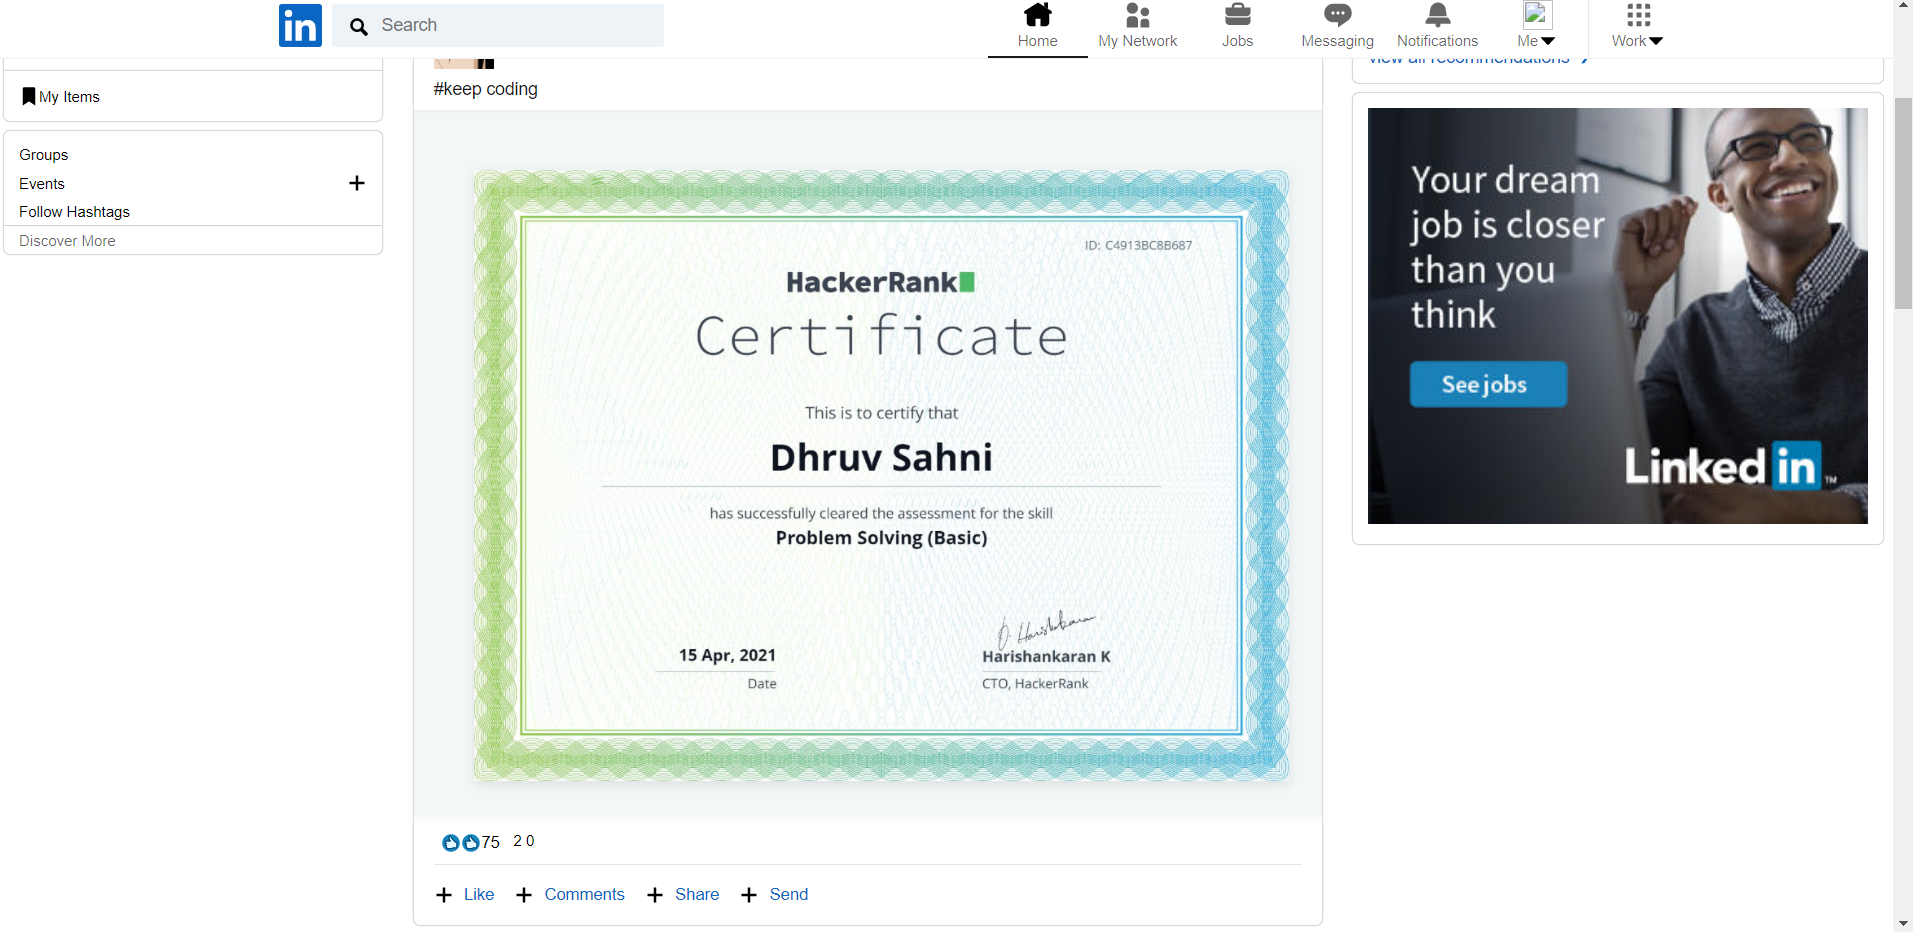 in
Search
Home
My Network
Jobs
Messaging
Notifications
Me
Work
My Items
Groups
Events
Follow Hashtags
Discover More
#keep coding
ID: C4913BC8B687
HackerRank
Certificate
This is to certify that
Dhruv Sahni
has successfully cleared the assessment for the skill
Problem Solving (Basic)
15 Apr, 2021
Date
Harishankaran K
CTO, HackerRank
75 2 0
Like
Comments
Share
Send
View all recommendations
Your dream
job is closer
than you
think
See jobs
Linked in TM